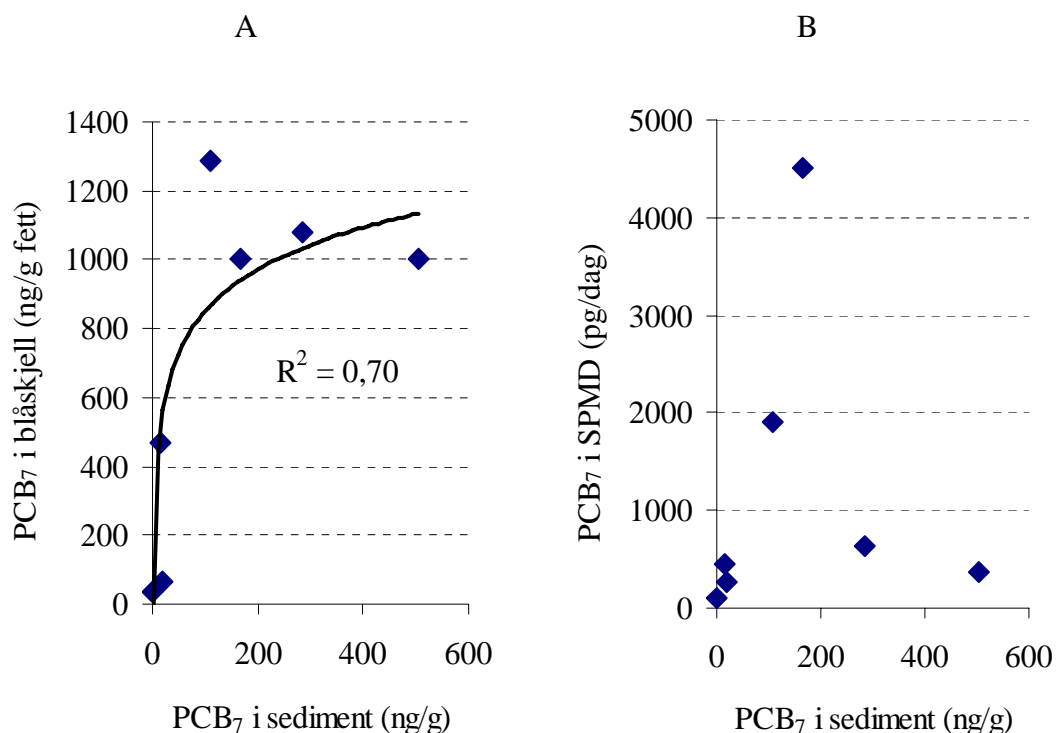 A
PCB₇ i blåskjell (ng/g fett)
1400
1200
1000
800
600
400
200
0
R² = 0,70
0 200 400 600
PCB₇ i sediment (ng/g)
B
PCB₇ i SPMD (pg/dag)
5000
4000
3000
2000
1000
0
0 200 400 600
PCB₇ i sediment (ng/g)